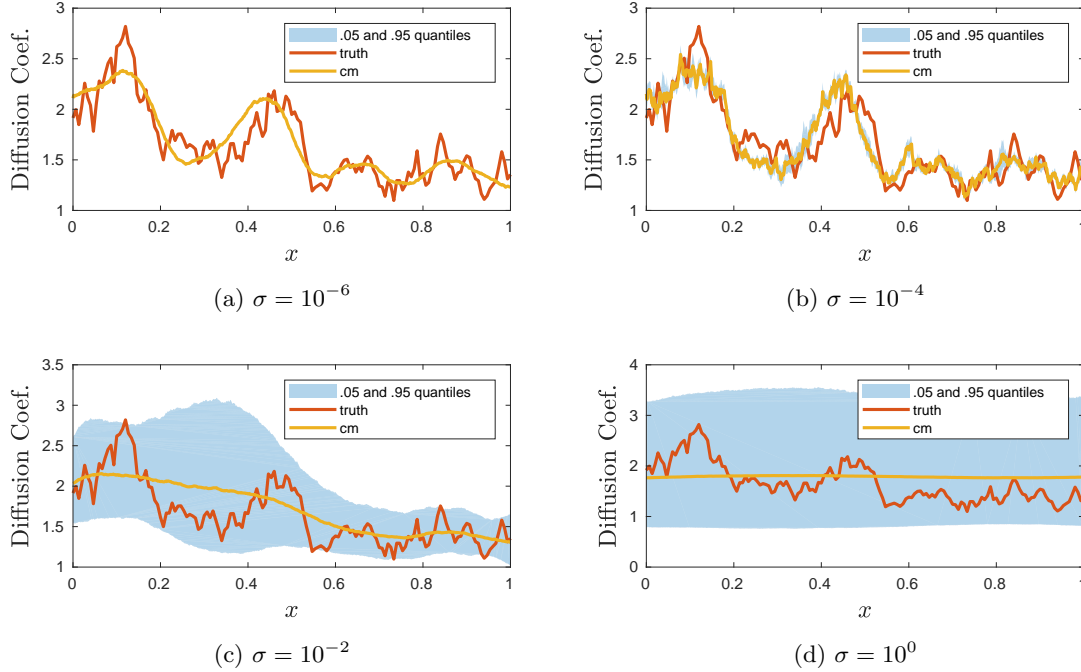 3
2.5
2
1.5
1
Diffusion Coef.
.05 and .95 quantiles
truth
cm
0 0.2 0.4 0.6 0.8 1
x
(a) σ = 10⁻⁶
3
2.5
2
1.5
1
Diffusion Coef.
.05 and .95 quantiles
truth
cm
0 0.2 0.4 0.6 0.8 1
x
(b) σ = 10⁻⁴
3.5
3
2.5
2
1.5
1
Diffusion Coef.
.05 and .95 quantiles
truth
cm
0 0.2 0.4 0.6 0.8 1
x
(c) σ = 10⁻²
4
3
2
1
0
Diffusion Coef.
.05 and .95 quantiles
truth
cm
0 0.2 0.4 0.6 0.8 1
x
(d) σ = 10⁰